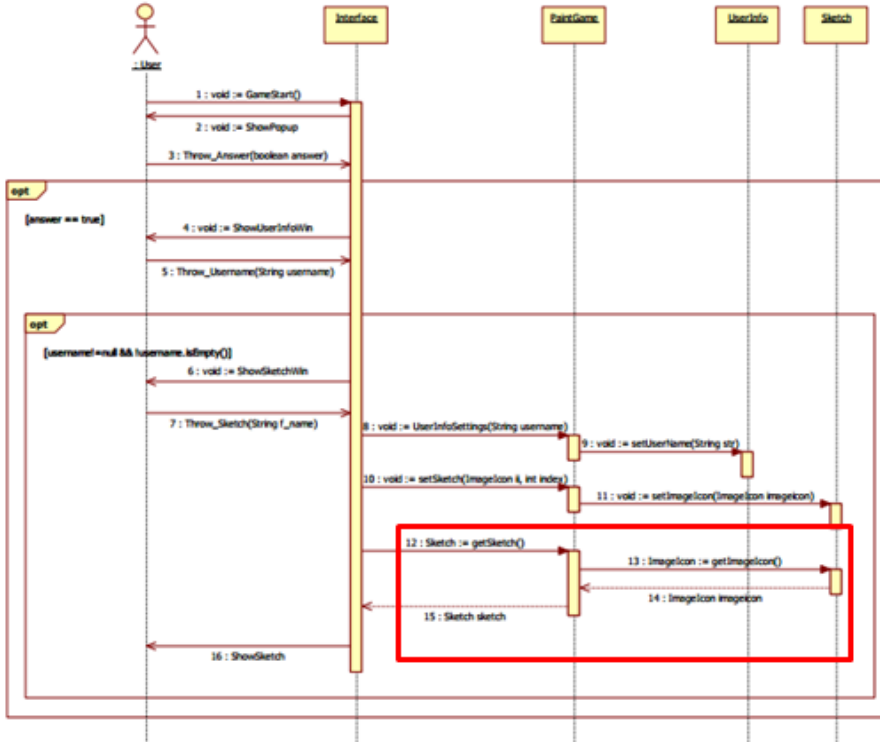 Interface
PaintGame
UserInfo
Sketch
: User
1 : void := GameStart()
2 : void := ShowPopup
3 : Throw_Answer(boolean answer)
opt
[answer == true]
4 : void := ShowUserInfoWin
5 : Throw_Username(String username)
opt
[username!=null && !username.isEmpty()]
6 : void := ShowSketchWin
7 : Throw_Sketch(String f_name)
8 : void := UserInfoSettings(String username)
9 : void := setUserName(String str)
10 : void := setSketch(ImageIcon ii, int index)
11 : void := setImageIcon(ImageIcon imageicon)
12 : Sketch := getSketch()
13 : ImageIcon := getImageIcon()
14 : ImageIcon imageicon
15 : Sketch sketch
16 : ShowSketch